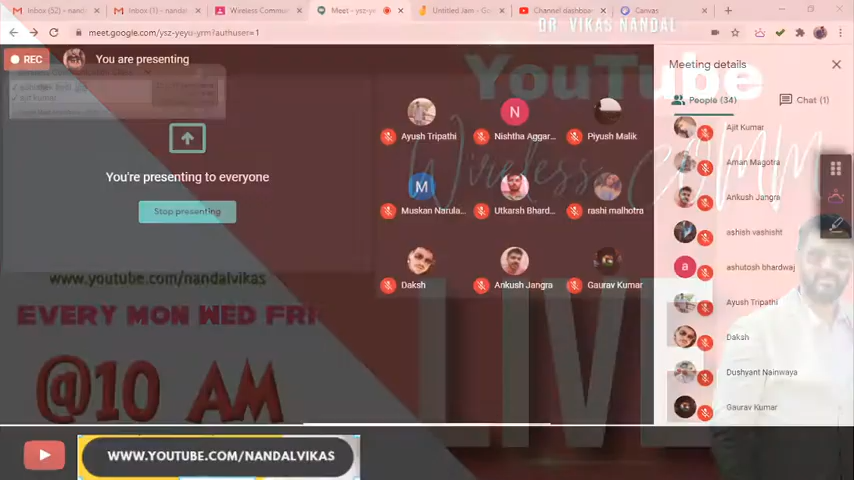 Inbox (52) - nandal
Inbox (1) - nandal
Wireless Commun
Meet - ysz-ye
Untitled Jam - Go
Channel dashboa
Canvas
DR VIKAS NANDAL
meet.google.com/ysz-yeyu-yrm?authuser=1
REC
You are presenting
YouTube
Wireless COMM
Meeting details
People (34)
Chat (1)
You're presenting to everyone
Stop presenting
Ayush Tripathi
Nishtha Aggar...
Piyush Malik
Muskan Narula...
Utkarsh Bhard...
rashi malhotra
Daksh
Ankush Jangra
Gaurav Kumar
Ajit Kumar
Aman Magotra
Ankush Jangra
ashish vashisht
ashutosh bhardwaj
Ayush Tripathi
Daksh
Dushyant Nainwaya
Gaurav Kumar
N
M
a
www.youtube.com/nandalvikas
EVERY MON WED FRI
@10 AM
LIVE
WWW.YOUTUBE.COM/NANDALVIKAS